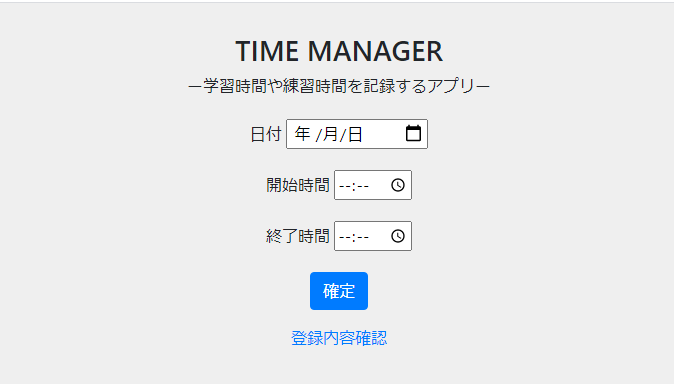 TIME MANAGER
ー学習時間や練習時間を記録するアプリー
日付 年 /月/日
開始時間 --:--
終了時間 --:--
確定
登録内容確認